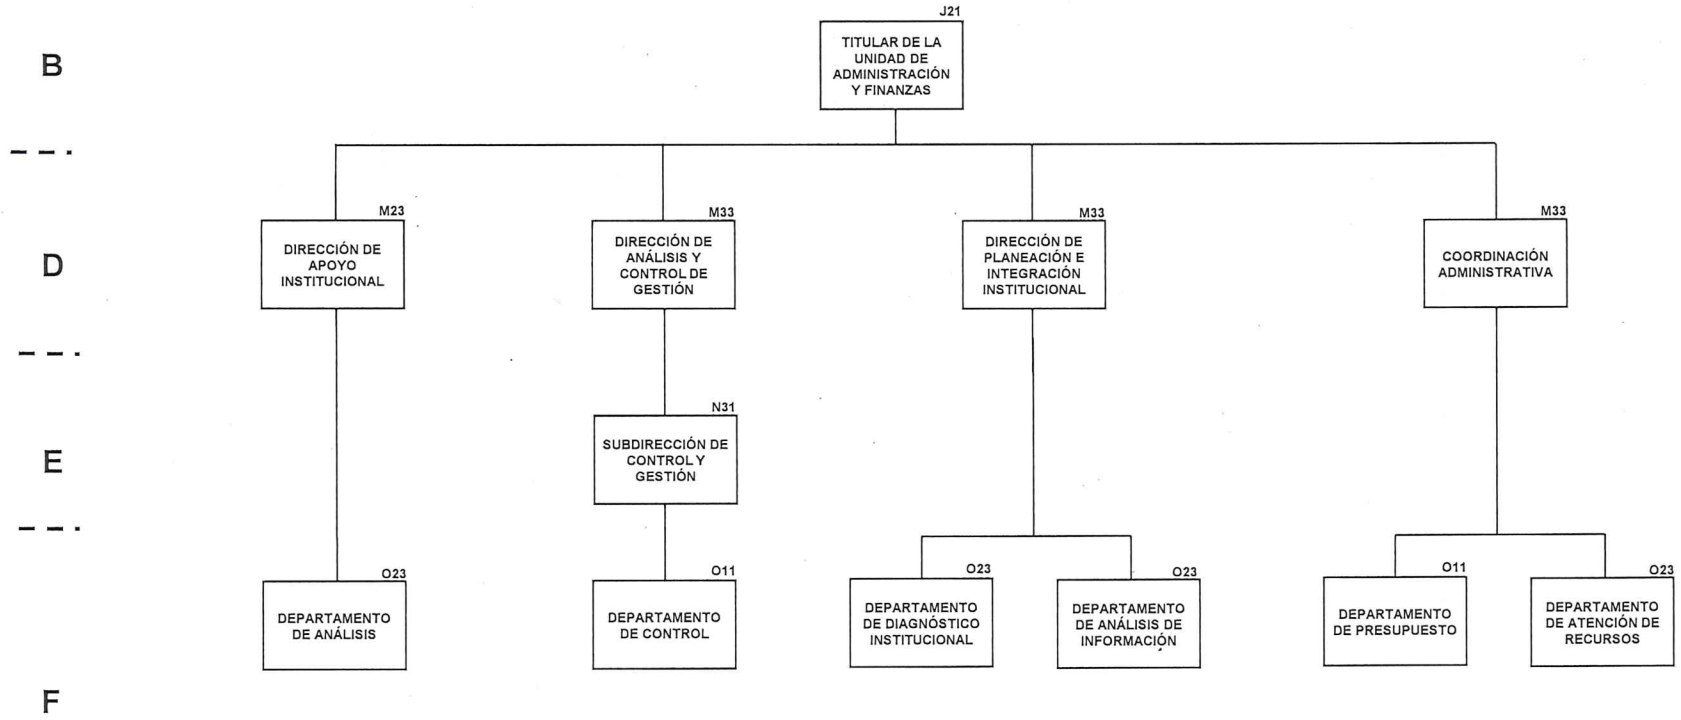 J21
B
TITULAR DE LA
UNIDAD DE
ADMINISTRACIÓN
Y FINANZAS
M23
M33
M33
M33
D
DIRECCIÓN DE
APOYO
INSTITUCIONAL
DIRECCIÓN DE
ANÁLISIS Y
CONTROL DE
GESTIÓN
DIRECCIÓN DE
PLANEACIÓN E
INTEGRACIÓN
INSTITUCIONAL
COORDINACIÓN
ADMINISTRATIVA
N31
E
SUBDIRECCIÓN DE
CONTROL Y
GESTIÓN
O23
O11
O23
O23
O11
O23
DEPARTAMENTO
DE ANÁLISIS
DEPARTAMENTO
DE CONTROL
DEPARTAMENTO
DE DIAGNÓSTICO
INSTITUCIONAL
DEPARTAMENTO
DE ANÁLISIS DE
INFORMACIÓN
DEPARTAMENTO
DE PRESUPUESTO
DEPARTAMENTO
DE ATENCIÓN DE
RECURSOS
F